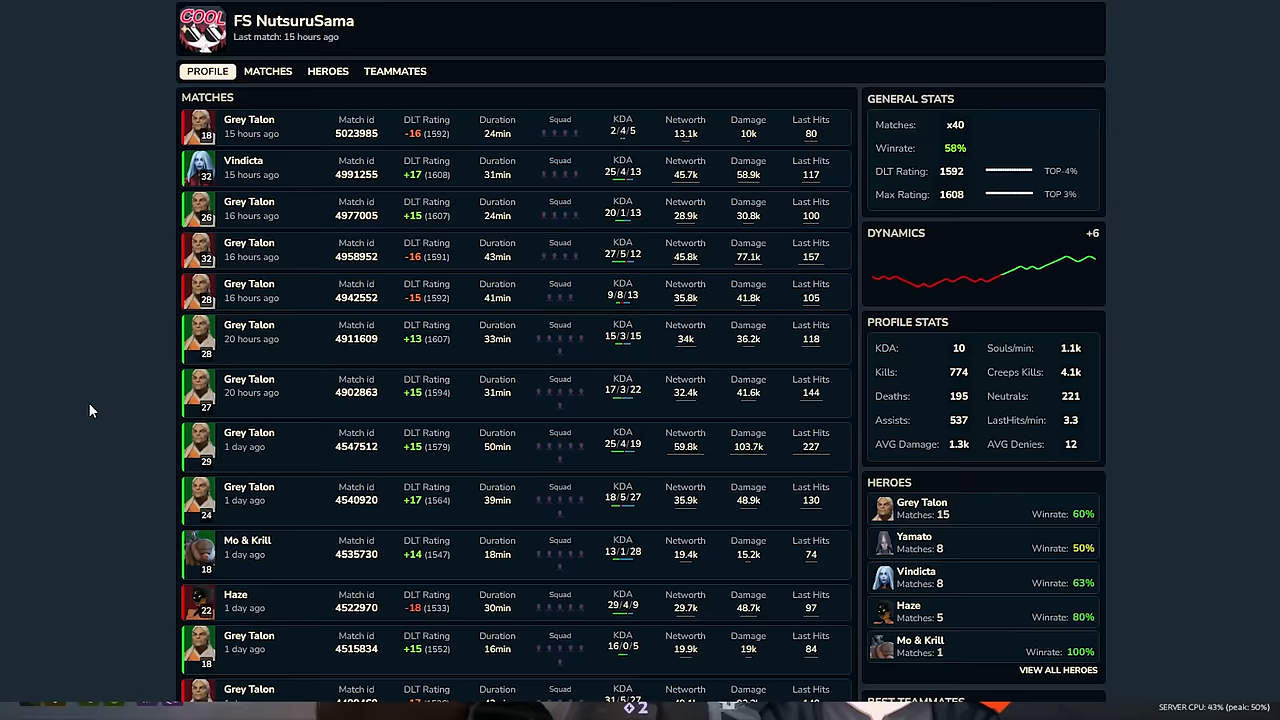 COOL
FS NutsuruSama
Last match: 15 hours ago
PROFILE MATCHES HEROES TEAMMATES
MATCHES
18 Grey Talon 15 hours ago Match id 5023985 DLT Rating -16 (1592) Duration 24min Squad KDA 2/4/5 Networth 13.1k Damage 10k Last Hits 80
32 Vindicta 15 hours ago Match id 4991255 DLT Rating +17 (1608) Duration 31min Squad KDA 25/4/13 Networth 45.7k Damage 58.9k Last Hits 117
26 Grey Talon 16 hours ago Match id 4977005 DLT Rating +15 (1607) Duration 24min Squad KDA 20/1/13 Networth 28.9k Damage 30.8k Last Hits 100
32 Grey Talon 16 hours ago Match id 4958952 DLT Rating -16 (1591) Duration 43min Squad KDA 27/5/12 Networth 45.8k Damage 77.1k Last Hits 157
28 Grey Talon 16 hours ago Match id 4942552 DLT Rating -15 (1592) Duration 41min Squad KDA 9/8/13 Networth 35.8k Damage 41.8k Last Hits 105
28 Grey Talon 20 hours ago Match id 4911609 DLT Rating +13 (1607) Duration 33min Squad KDA 15/3/15 Networth 34k Damage 36.2k Last Hits 118
27 Grey Talon 20 hours ago Match id 4902863 DLT Rating +15 (1594) Duration 31min Squad KDA 17/3/22 Networth 32.4k Damage 41.6k Last Hits 144
29 Grey Talon 1 day ago Match id 4547512 DLT Rating +15 (1579) Duration 50min Squad KDA 25/4/19 Networth 59.8k Damage 103.7k Last Hits 227
24 Grey Talon 1 day ago Match id 4540920 DLT Rating +17 (1564) Duration 39min Squad KDA 18/5/27 Networth 35.9k Damage 48.9k Last Hits 130
18 Mo & Krill 1 day ago Match id 4535730 DLT Rating +14 (1547) Duration 18min Squad KDA 13/1/28 Networth 19.4k Damage 15.2k Last Hits 74
22 Haze 1 day ago Match id 4522970 DLT Rating -18 (1533) Duration 30min Squad KDA 29/4/9 Networth 29.7k Damage 48.7k Last Hits 97
18 Grey Talon 1 day ago Match id 4515834 DLT Rating +15 (1552) Duration 16min Squad KDA 16/0/5 Networth 19.9k Damage 19k Last Hits 84
Grey Talon Match id DLT Rating Duration Squad KDA Networth Damage Last Hits
GENERAL STATS
Matches: x40
Winrate: 58%
DLT Rating: 1592 TOP 4%
Max Rating: 1608 TOP 3%
DYNAMICS +6
PROFILE STATS
KDA: 10 Souls/min: 1.1k
Kills: 774 Creeps Kills: 4.1k
Deaths: 195 Neutrals: 221
Assists: 537 LastHits/min: 3.3
AVG Damage: 1.3k AVG Denies: 12
HEROES
Grey Talon
Matches: 15 Winrate: 60%
Yamato
Matches: 8 Winrate: 50%
Vindicta
Matches: 8 Winrate: 63%
Haze
Matches: 5 Winrate: 80%
Mo & Krill
Matches: 1 Winrate: 100%
VIEW ALL HEROES
BEST TEAMMATES
2
SERVER CPU: 43% (peak: 50%)